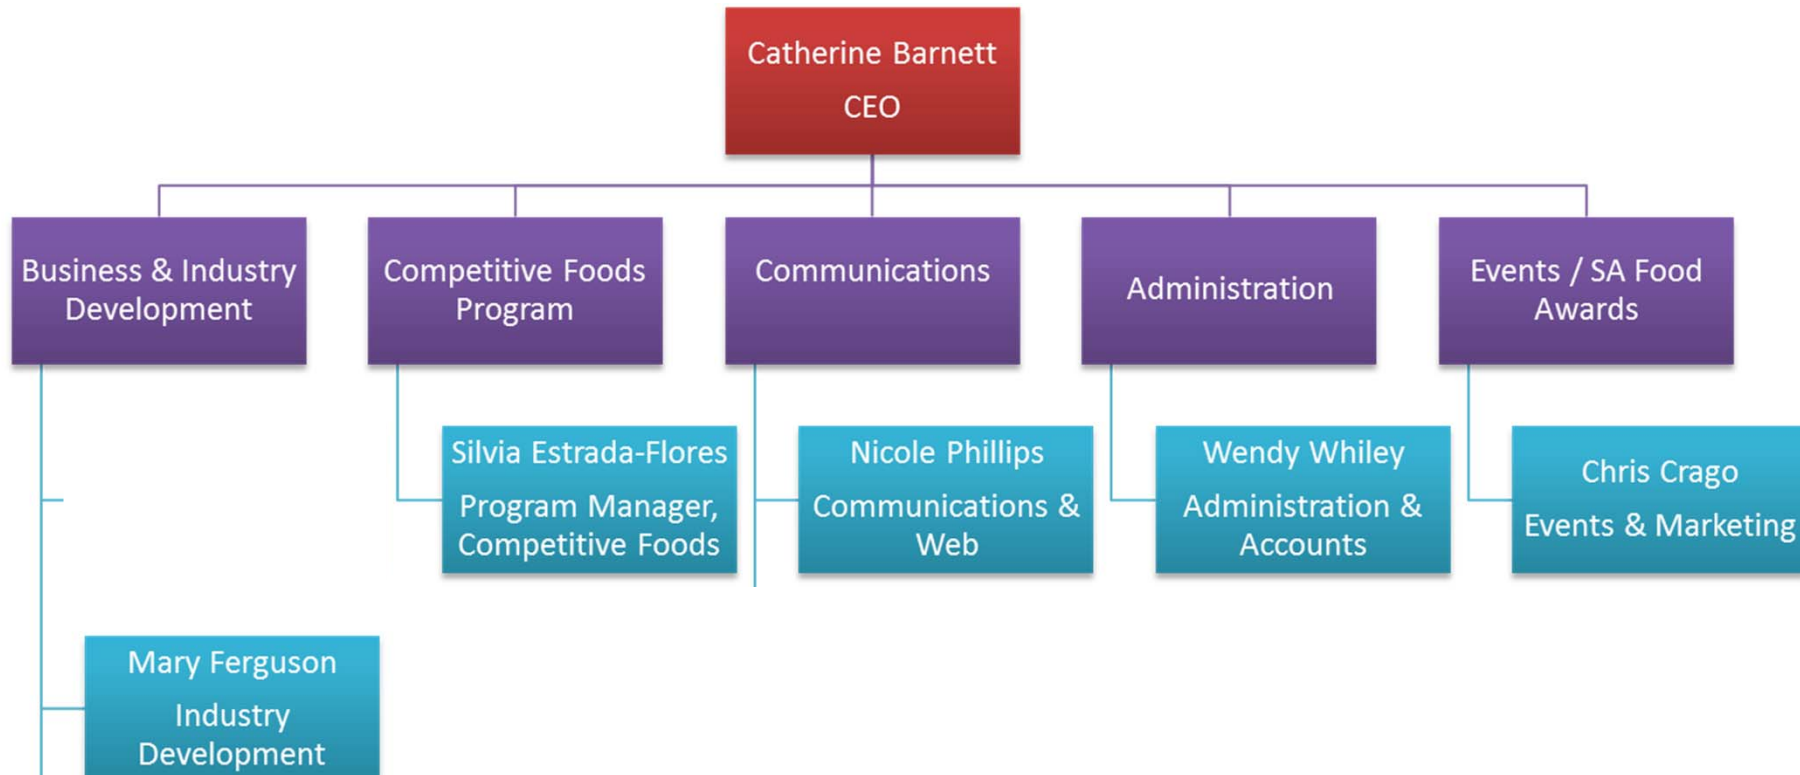 Catherine Barnett
CEO
Business & Industry
Development
Competitive Foods
Program
Communications
Administration
Events / SA Food
Awards
Silvia Estrada-Flores
Program Manager,
Competitive Foods
Nicole Phillips
Communications &
Web
Wendy Whiley
Administration &
Accounts
Chris Crago
Events & Marketing
Mary Ferguson
Industry
Development